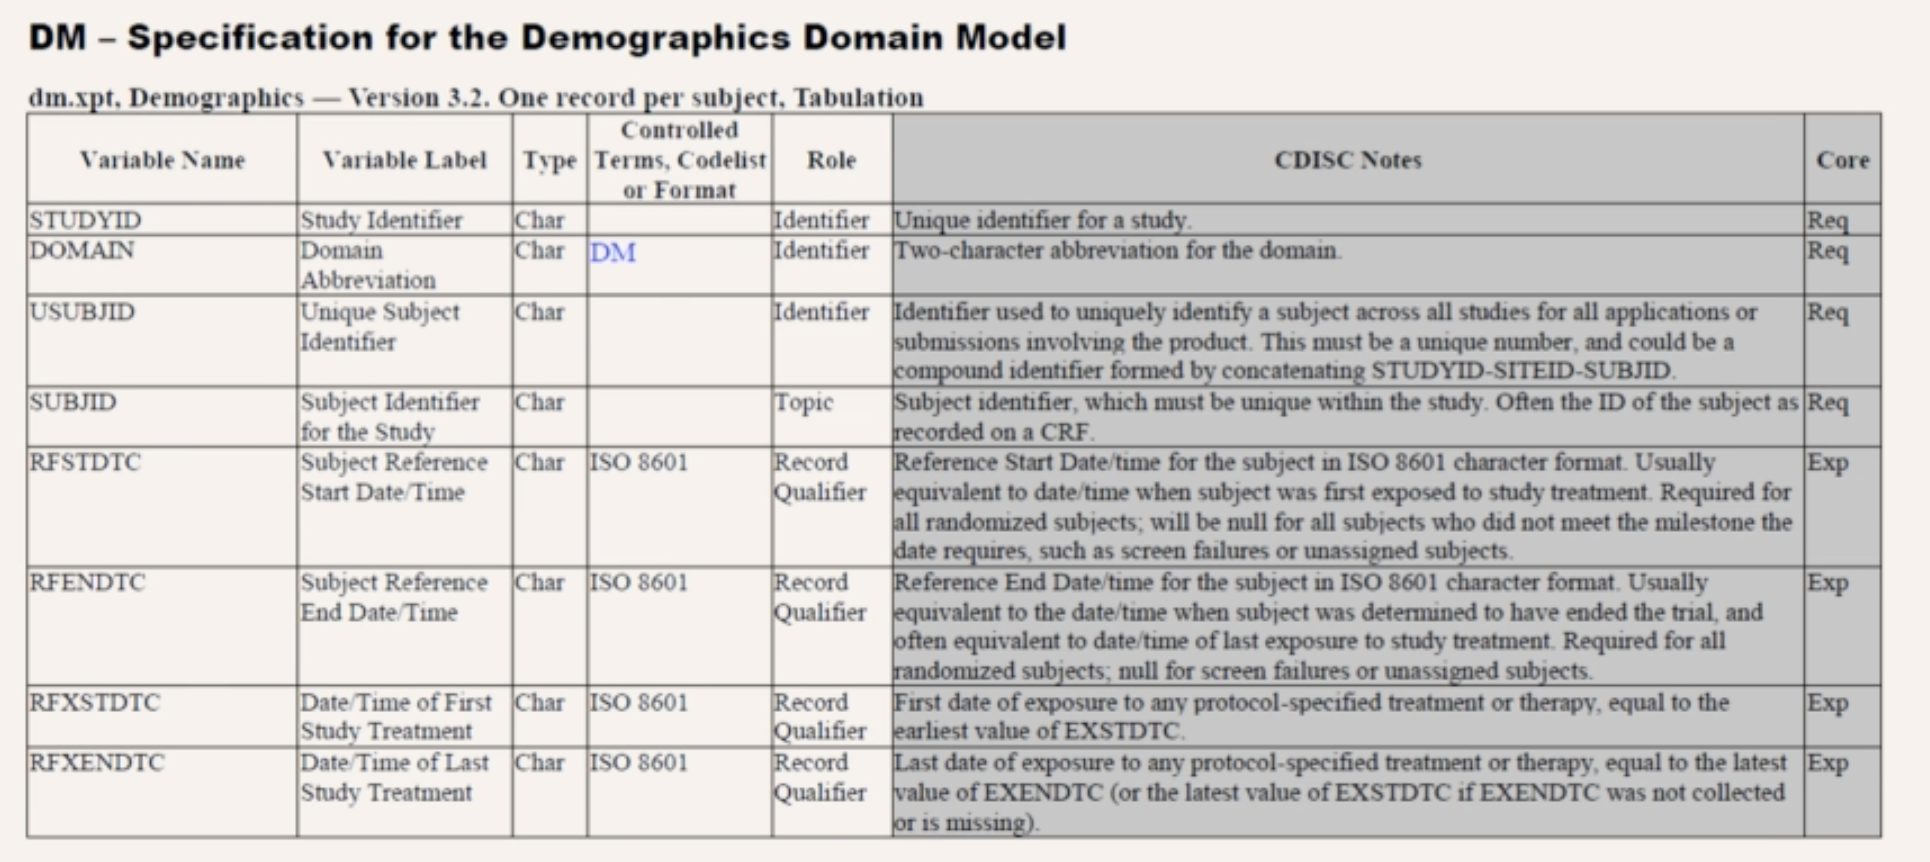 DM – Specification for the Demographics Domain Model
dm.xpt, Demographics — Version 3.2. One record per subject, Tabulation
Variable Name
Variable Label
Type
Controlled
Terms, Codelist
or Format
Role
CDISC Notes
Core
STUDYID
Study Identifier
Char
Identifier
Unique identifier for a study.
Req
DOMAIN
Domain
Abbreviation
Char
DM
Identifier
Two-character abbreviation for the domain.
Req
USUBJID
Unique Subject
Identifier
Char
Identifier
Identifier used to uniquely identify a subject across all studies for all applications or
submissions involving the product. This must be a unique number, and could be a
compound identifier formed by concatenating STUDYID-SITEID-SUBJID.
Req
SUBJID
Subject Identifier
for the Study
Char
Topic
Subject identifier, which must be unique within the study. Often the ID of the subject as
recorded on a CRF.
Req
RFSTDTC
Subject Reference
Start Date/Time
Char
ISO 8601
Record
Qualifier
Reference Start Date/time for the subject in ISO 8601 character format. Usually
equivalent to date/time when subject was first exposed to study treatment. Required for
all randomized subjects; will be null for all subjects who did not meet the milestone the
date requires, such as screen failures or unassigned subjects.
Exp
RFENDTC
Subject Reference
End Date/Time
Char
ISO 8601
Record
Qualifier
Reference End Date/time for the subject in ISO 8601 character format. Usually
equivalent to the date/time when subject was determined to have ended the trial, and
often equivalent to date/time of last exposure to study treatment. Required for all
randomized subjects; null for screen failures or unassigned subjects.
Exp
RFXSTDTC
Date/Time of First
Study Treatment
Char
ISO 8601
Record
Qualifier
First date of exposure to any protocol-specified treatment or therapy, equal to the
earliest value of EXSTDTC.
Exp
RFXENDTC
Date/Time of Last
Study Treatment
Char
ISO 8601
Record
Qualifier
Last date of exposure to any protocol-specified treatment or therapy, equal to the latest
value of EXENDTC (or the latest value of EXSTDTC if EXENDTC was not collected
or is missing).
Exp